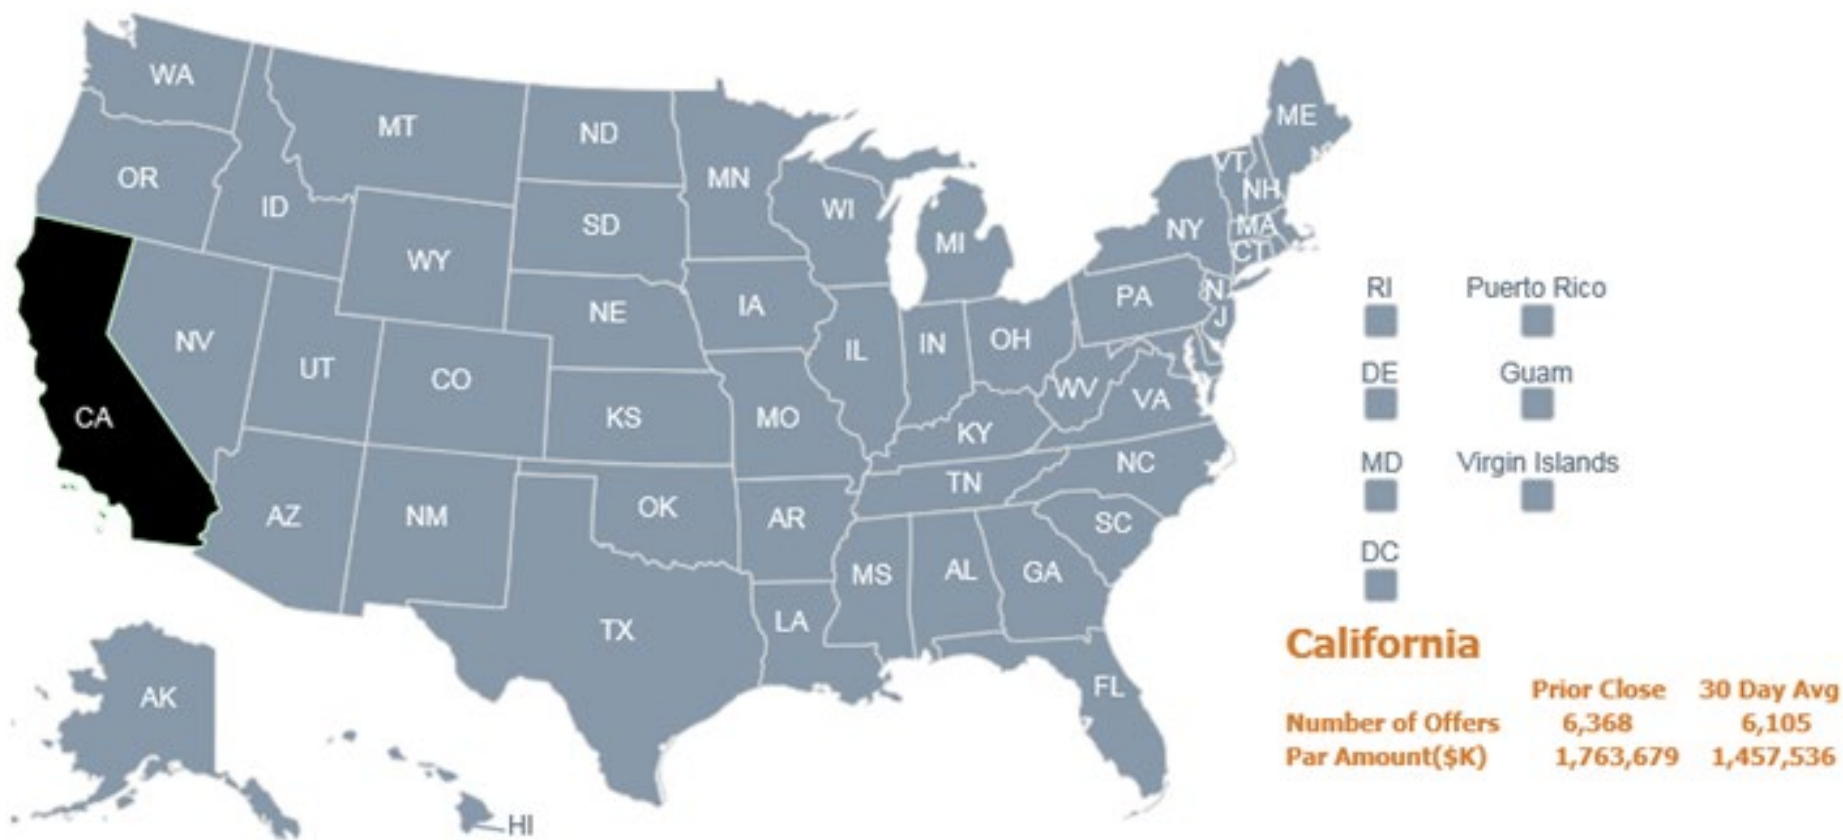 WA
MT
ND
MN
OR
ID
SD
WI
MI
ME
VT
NH
NY
MA
CT
WY
NE
IA
PA
NJ
NV
UT
CO
KS
MO
IL
IN
OH
WV
VA
KY
CA
AZ
NM
OK
AR
TN
NC
SC
MS
AL
GA
TX
LA
FL
AK
HI
RI Puerto Rico
DE Guam
MD Virgin Islands
DC
California
Prior Close 30 Day Avg
Number of Offers 6,368 6,105
Par Amount($K) 1,763,679 1,457,536